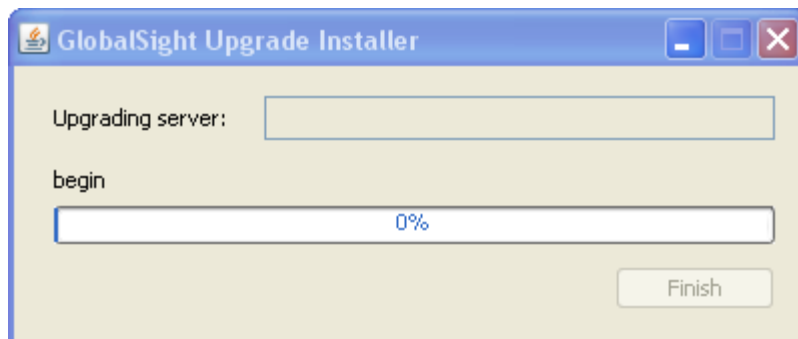 GlobalSight Upgrade Installer
Upgrading server:
begin
0%
Finish